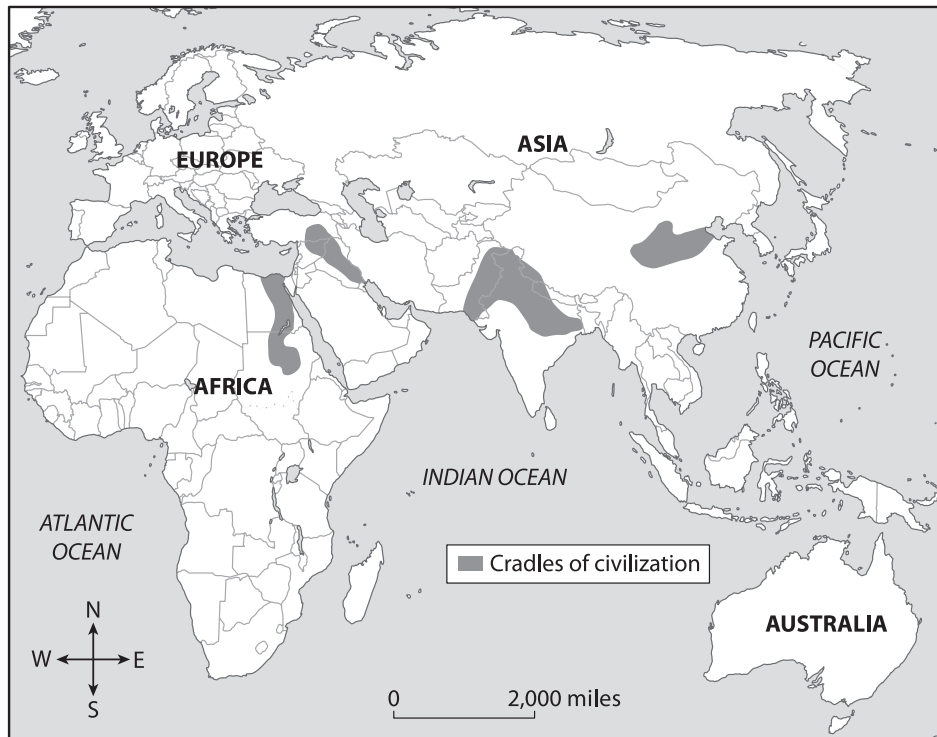 ASIA
EUROPE
PACIFIC
OCEAN
AFRICA
INDIAN OCEAN
ATLANTIC
OCEAN
Cradles of civilization
AUSTRALIA
N
W E
S
0 2,000 miles